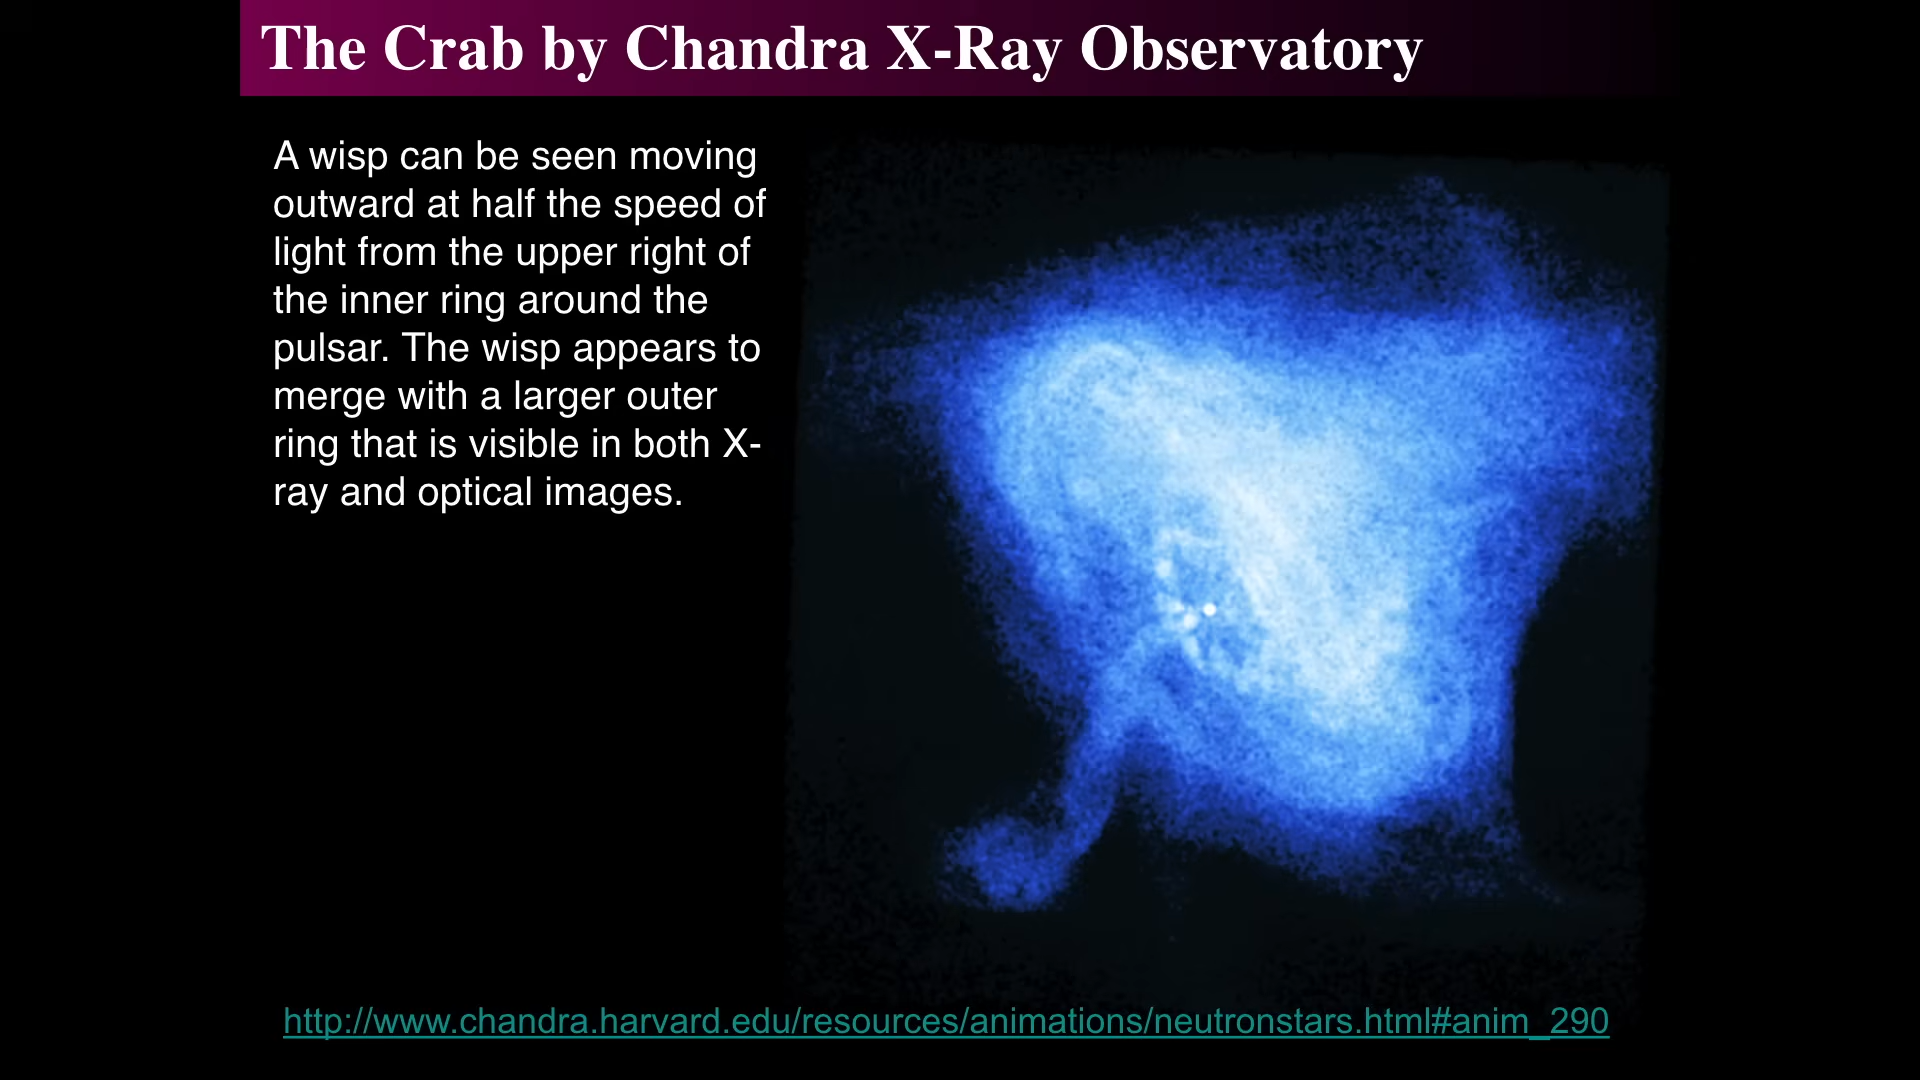 The Crab by Chandra X-Ray Observatory
A wisp can be seen moving
outward at half the speed of
light from the upper right of
the inner ring around the
pulsar. The wisp appears to
merge with a larger outer
ring that is visible in both X-
ray and optical images.
http://www.chandra.harvard.edu/resources/animations/neutronstars.html#anim_290